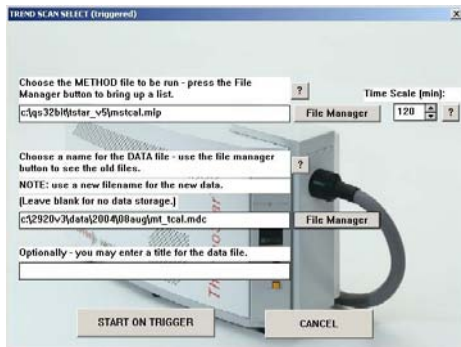 TREND SCAN SELECT (triggered)
Choose the METHOD file to be run - press the File
Manager button to bring up a list.
?
Time Scale (min):
c:\qs32bit\tstar_v5\mstcal.mip
File Manager
120
?
Choose a name for the DATA file - use the file manager
button to see the old files.
?
NOTE: use a new filename for the new data.
(Leave blank for no data storage.)
c:\2920v3\data\2004\08aug\mt_tcal.mdc
File Manager
Optionally - you may enter a title for the data file.
START ON TRIGGER
CANCEL